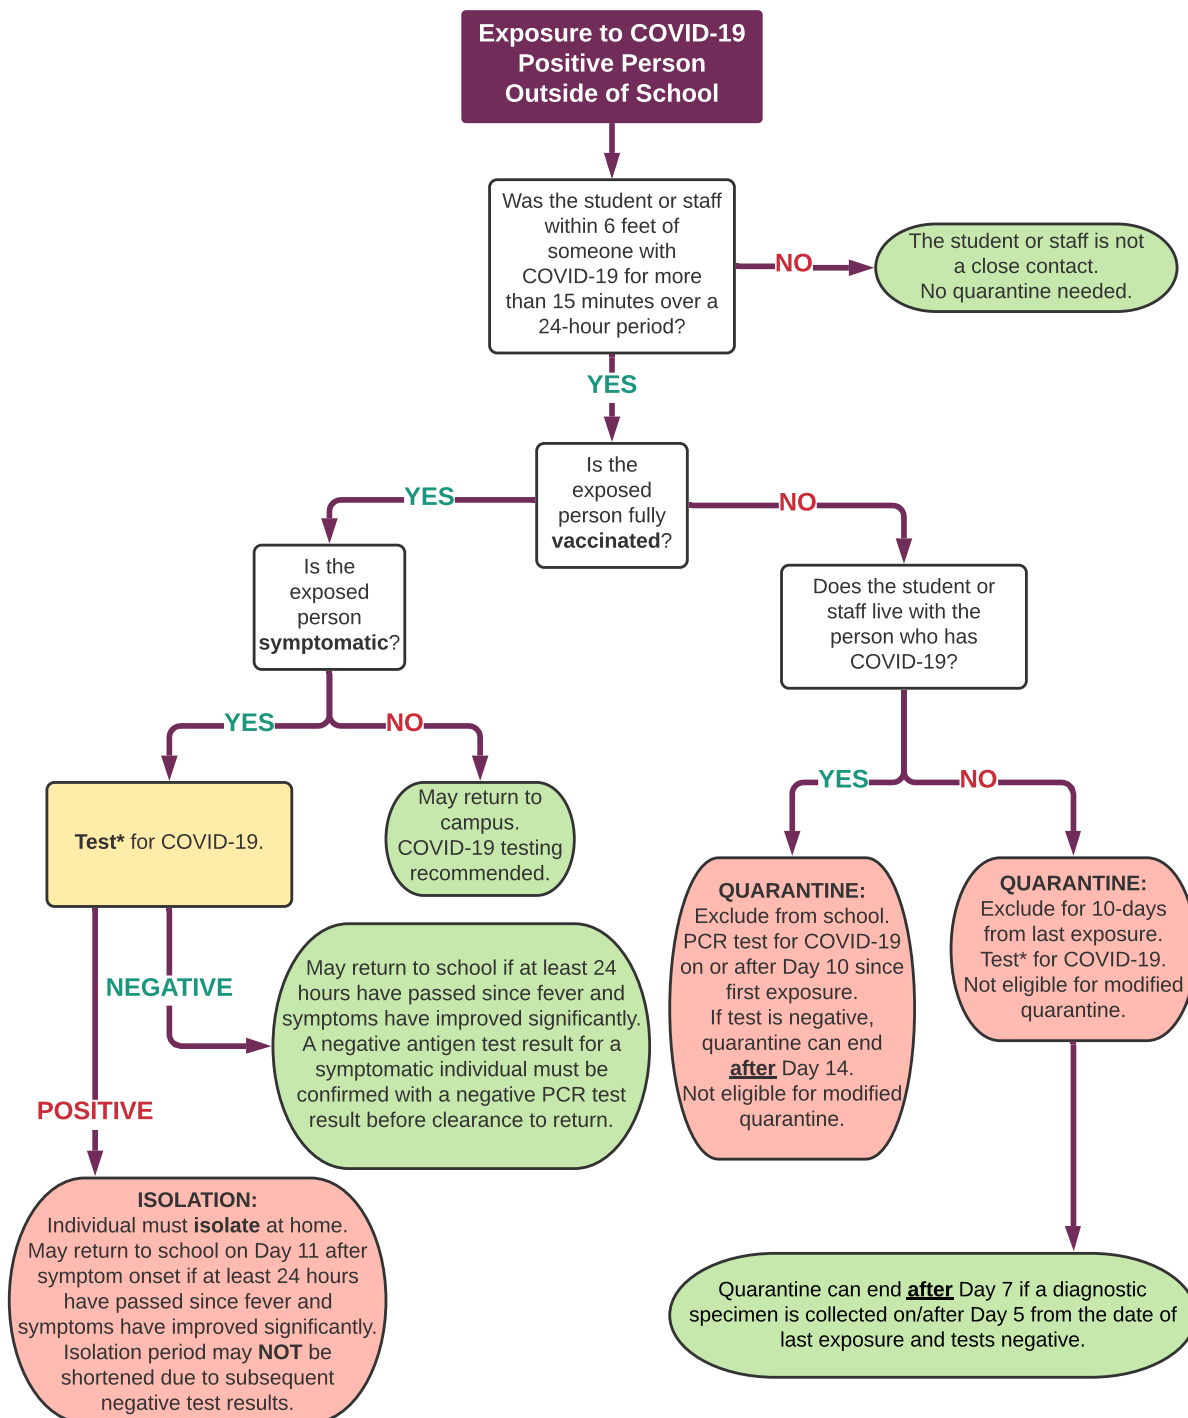 Exposure to COVID-19
Positive Person
Outside of School
Was the student or staff
within 6 feet of
someone with
COVID-19 for more
than 15 minutes over a
24-hour period?
NO
The student or staff is not
a close contact.
No quarantine needed.
YES
Is the
exposed
person fully
vaccinated?
YES
NO
Is the
exposed
person
symptomatic?
Does the student or
staff live with the
person who has
COVID-19?
YES
NO
YES
NO
Test* for COVID-19.
May return to
campus.
COVID-19 testing
recommended.
QUARANTINE:
Exclude from school.
PCR test for COVID-19
on or after Day 10 since
first exposure.
If test is negative,
quarantine can end
after Day 14.
Not eligible for modified
quarantine.
QUARANTINE:
Exclude for 10-days
from last exposure.
Test* for COVID-19.
Not eligible for modified
quarantine.
NEGATIVE
May return to school if at least 24
hours have passed since fever and
symptoms have improved significantly.
A negative antigen test result for a
symptomatic individual must be
confirmed with a negative PCR test
result before clearance to return.
POSITIVE
ISOLATION:
Individual must isolate at home.
May return to school on Day 11 after
symptom onset if at least 24 hours
have passed since fever and
symptoms have improved significantly.
Isolation period may NOT be
shortened due to subsequent
negative test results.
Quarantine can end after Day 7 if a diagnostic
specimen is collected on/after Day 5 from the date of
last exposure and tests negative.